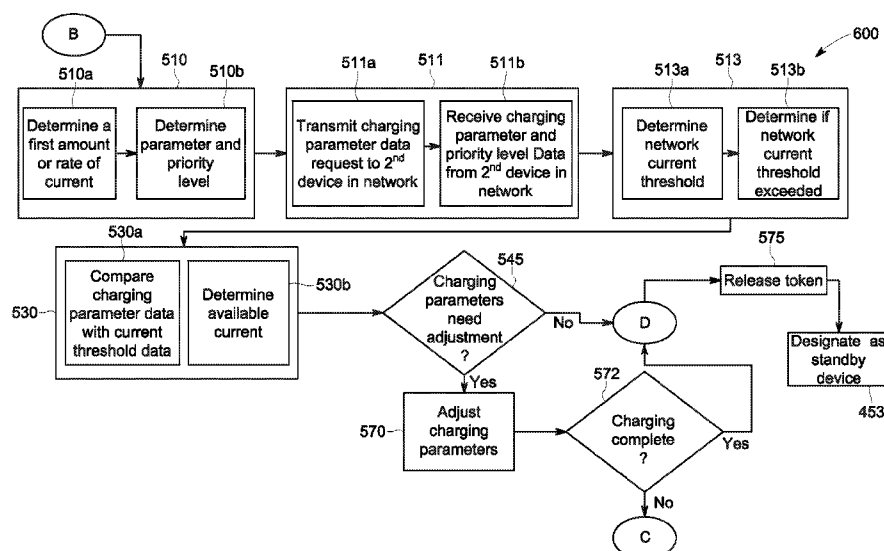 B
600
510a
510
510b
511a
511
511b
513a
513
513b
Determine a
first amount
or rate of
current
Determine
parameter and
priority
level
Transmit charging
parameter data
request to 2nd
device in network
Receive charging
parameter and
priority level Data
from 2nd device in
network
Determine
network
current
threshold
Determine if
network
current
threshold
exceeded
530a
530
Compare
charging
parameter data
with current
threshold data
Determine
available
current
530b
545
Charging
parameters
need
adjustment
?
No
Yes
D
575
Release token
Designate as
standby
device
453
570
Adjust
charging
parameters
572
Charging
complete
?
Yes
No
C